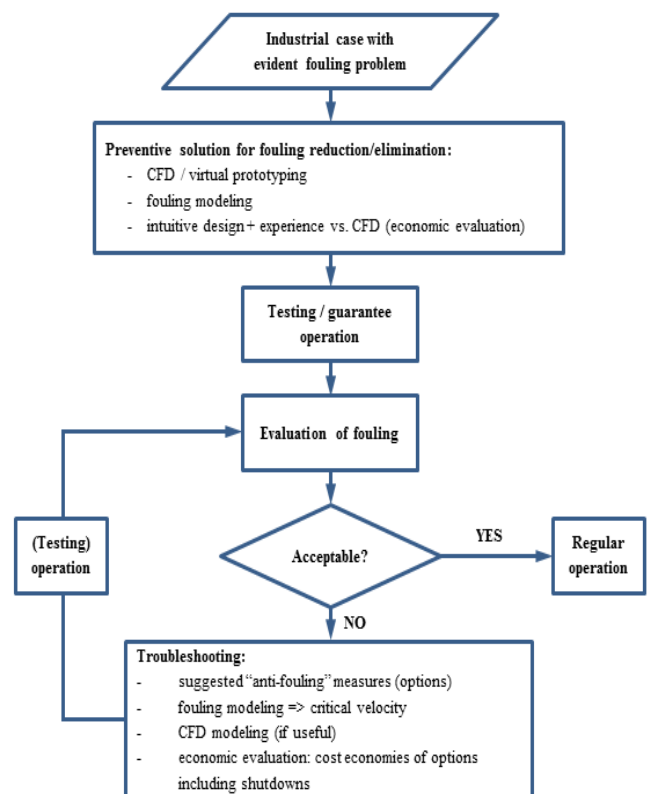 Industrial case with
evident fouling problem
Preventive solution for fouling reduction/elimination:
- CFD / virtual prototyping
- fouling modeling
- intuitive design + experience vs. CFD (economic evaluation)
Testing / guarantee
operation
Evaluation of fouling
(Testing)
operation
Acceptable?
YES
Regular
operation
NO
Troubleshooting:
- suggested “anti-fouling” measures (options)
- fouling modeling => critical velocity
- CFD modeling (if useful)
- economic evaluation: cost economies of options
including shutdowns